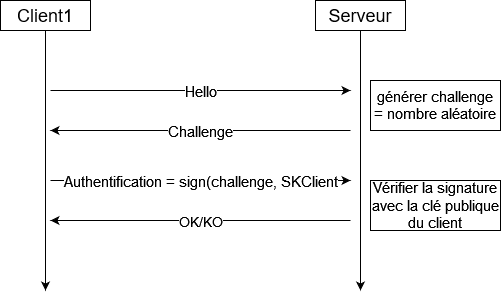 Client1
Serveur
Hello
générer challenge
= nombre aléatoire
Challenge
Authentification = sign(challenge, SKClient
Vérifier la signature
avec la clé publique
du client
OK/KO